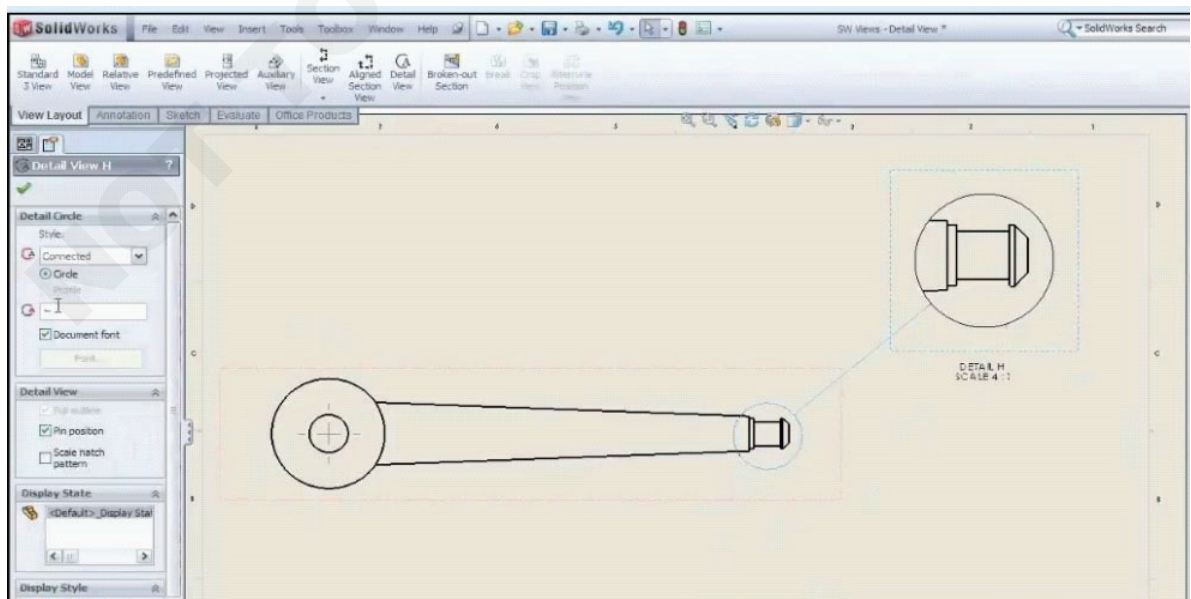 SolidWorks File Edit View Insert Tools Toolbox Window Help SW Views - Detail View * SolidWorks Search
Standard 3 View
Model View
Relative View
Predefined View
Projected View
Auxiliary View
Section View
Aligned Section View
Detail View
Broken-out Section
Break
Crop View
Alternate Position View
View Layout Annotation Sketch Evaluate Office Products
Detail View H ?
Detail Circle
Style:
Connected
Circle
Profile
Document font
Font...
Detail View
Full outline
Pin position
Scale hatch pattern
Display State
<Default>_Display Stat
Display Style
DETAIL H
SCALE 4 : 1